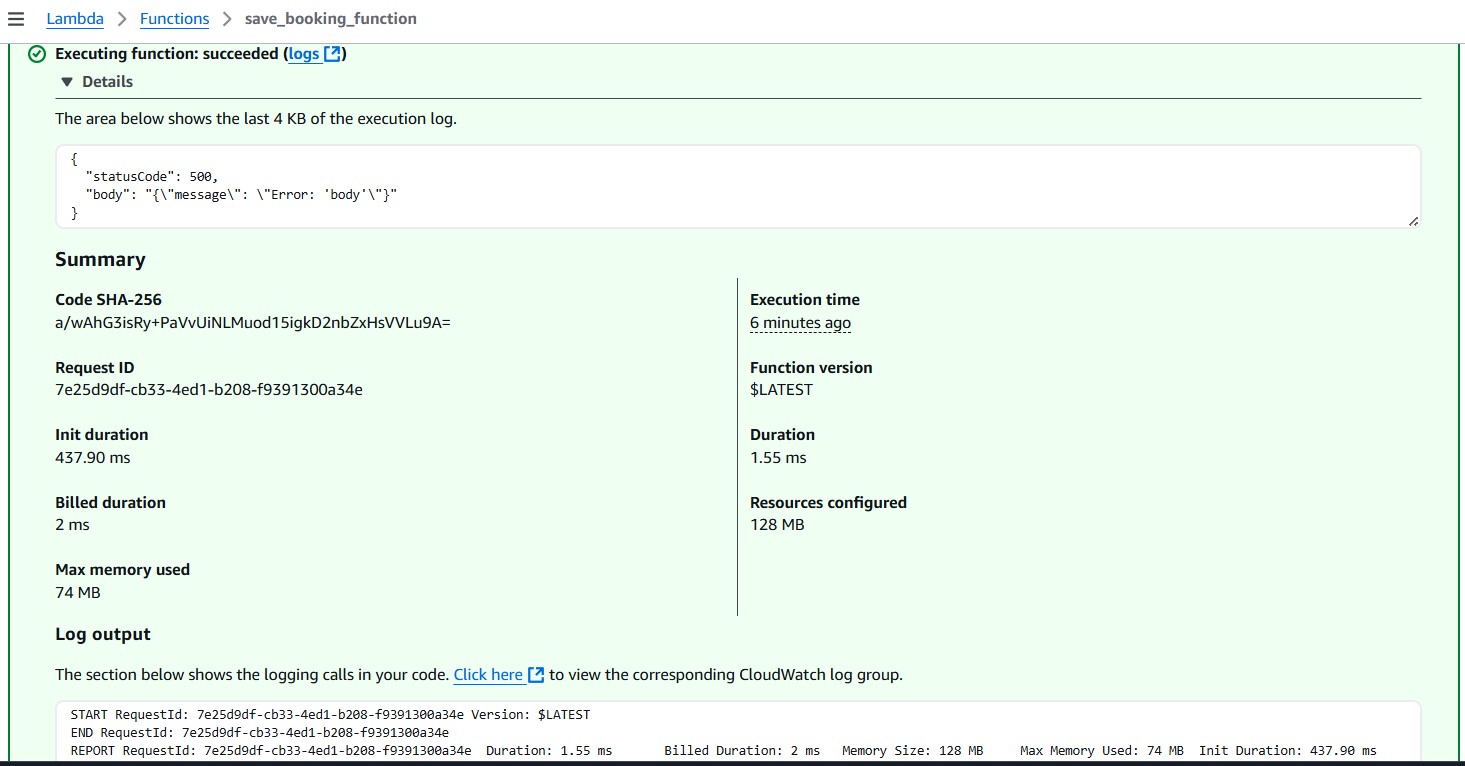 Lambda > Functions > save_booking_function
Executing function: succeeded (logs)
Details
The area below shows the last 4 KB of the execution log.
{
"statusCode": 500,
"body": "{\"message\": \"Error: 'body'\"}"
}
Summary
Code SHA-256
a/wAhG3isRy+PaVvUiNLMuod15igkD2nbZxHsVVLu9A=
Execution time
6 minutes ago
Request ID
7e25d9df-cb33-4ed1-b208-f9391300a34e
Function version
$LATEST
Init duration
437.90 ms
Duration
1.55 ms
Billed duration
2 ms
Resources configured
128 MB
Max memory used
74 MB
Log output
The section below shows the logging calls in your code. Click here to view the corresponding CloudWatch log group.
START RequestId: 7e25d9df-cb33-4ed1-b208-f9391300a34e Version: $LATEST
END RequestId: 7e25d9df-cb33-4ed1-b208-f9391300a34e
REPORT RequestId: 7e25d9df-cb33-4ed1-b208-f9391300a34e Duration: 1.55 ms Billed Duration: 2 ms Memory Size: 128 MB Max Memory Used: 74 MB Init Duration: 437.90 ms